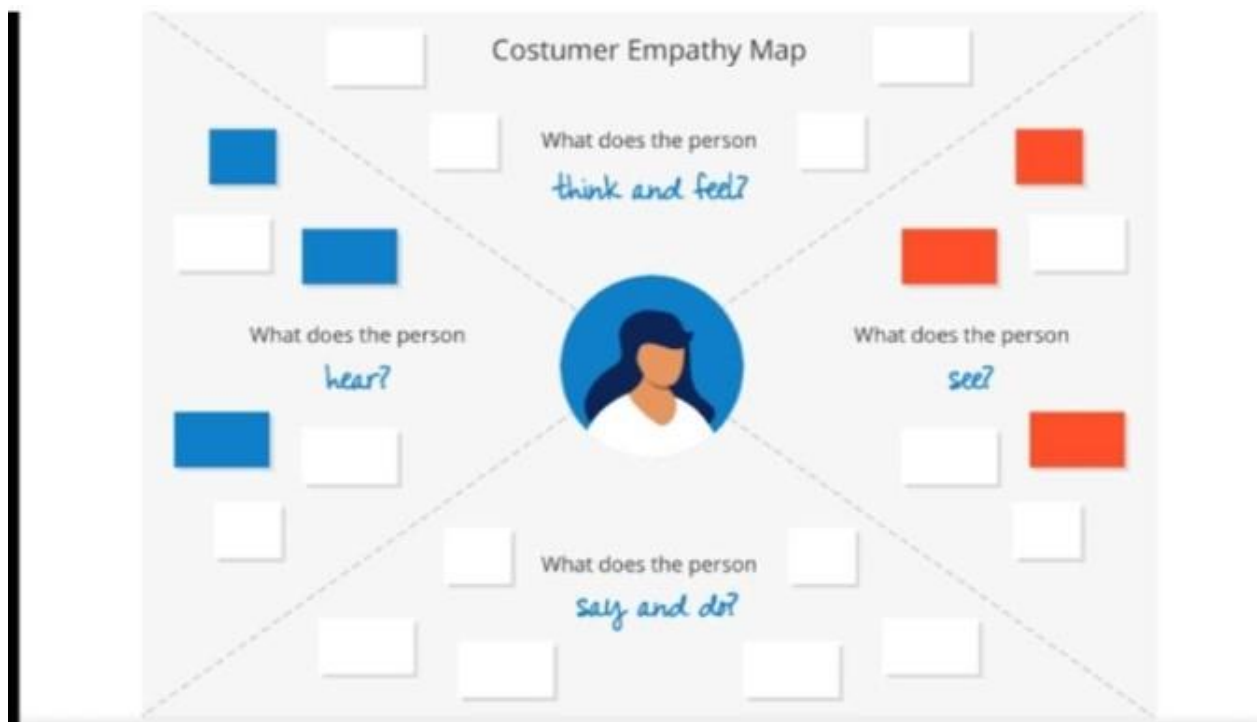 Costumer Empathy Map
What does the person
think and feel?
What does the person
hear?
What does the person
see?
What does the person
say and do?